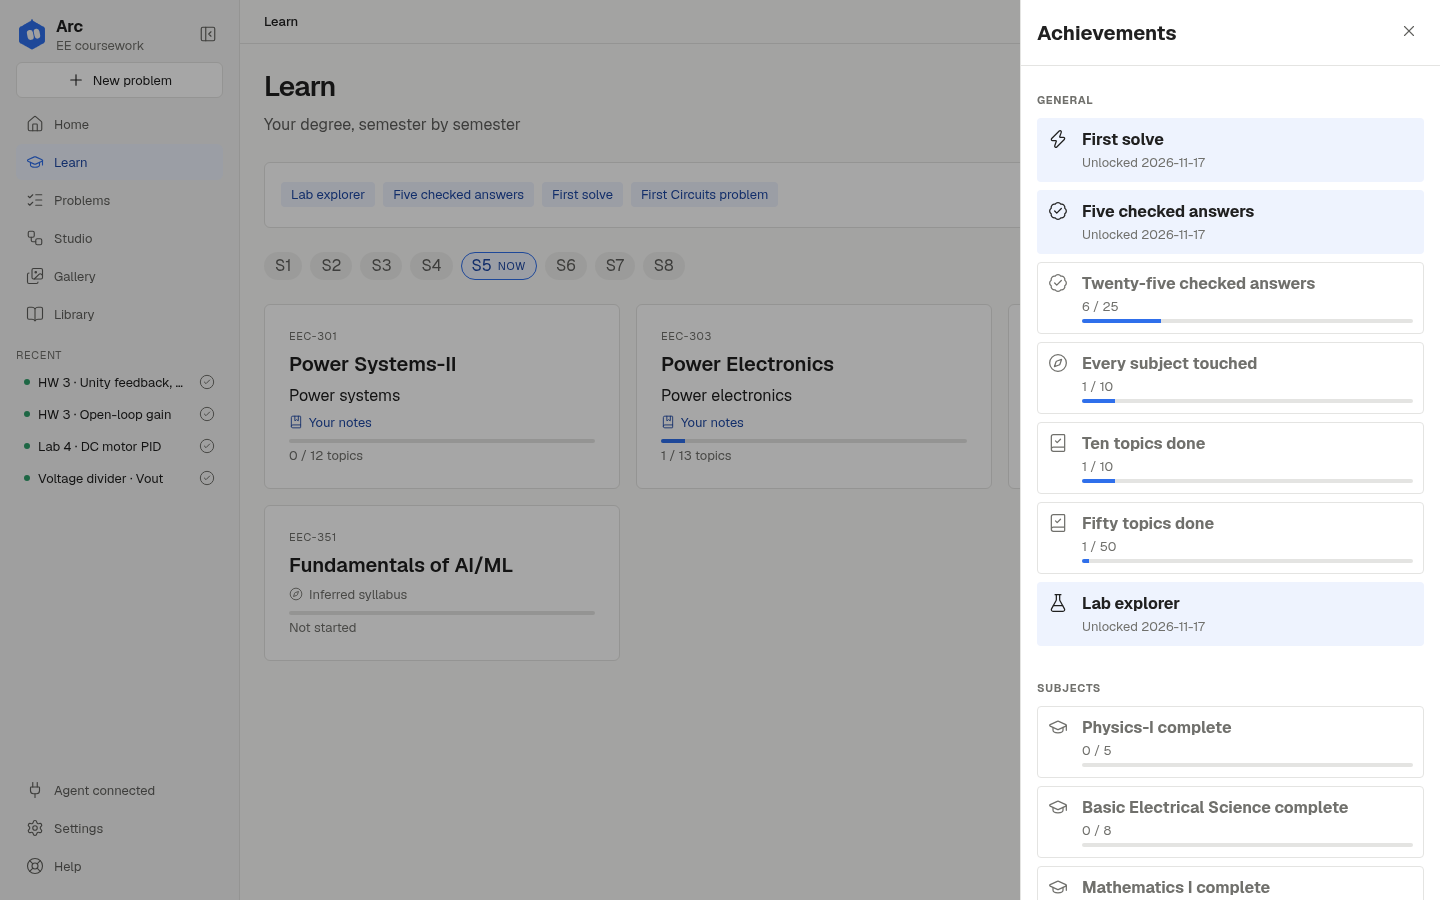 Arc
EE coursework
New problem
Home
Learn
Problems
Studio
Gallery
Library
RECENT
HW 3 · Unity feedback, ...
HW 3 · Open-loop gain
Lab 4 · DC motor PID
Voltage divider · Vout
Agent connected
Settings
Help
Learn
Learn
Your degree, semester by semester
Lab explorer
Five checked answers
First solve
First Circuits problem
S1
S2
S3
S4
S5 NOW
S6
S7
S8
EEC-301
Power Systems-II
Power systems
Your notes
0 / 12 topics
EEC-303
Power Electronics
Power electronics
Your notes
1 / 13 topics
EEC-351
Fundamentals of AI/ML
Inferred syllabus
Not started
Achievements
GENERAL
First solve
Unlocked 2026-11-17
Five checked answers
Unlocked 2026-11-17
Twenty-five checked answers
6 / 25
Every subject touched
1 / 10
Ten topics done
1 / 10
Fifty topics done
1 / 50
Lab explorer
Unlocked 2026-11-17
SUBJECTS
Physics-I complete
0 / 5
Basic Electrical Science complete
0 / 8
Mathematics I complete